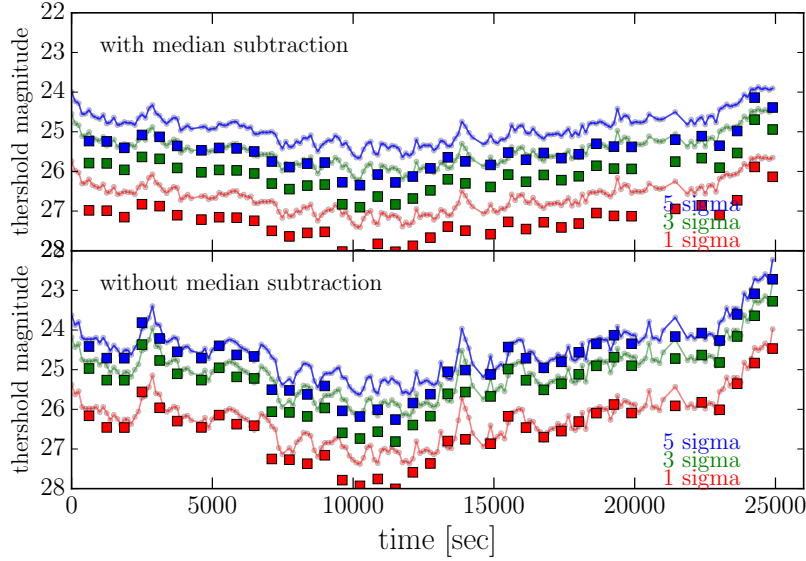 22
23
24
25
26
27
28
thershold magnitude
with median subtraction
5 sigma
3 sigma
1 sigma
23
24
25
26
27
28
thershold magnitude
without median subtraction
5 sigma
3 sigma
1 sigma
0 5000 10000 15000 20000 25000
time [sec]